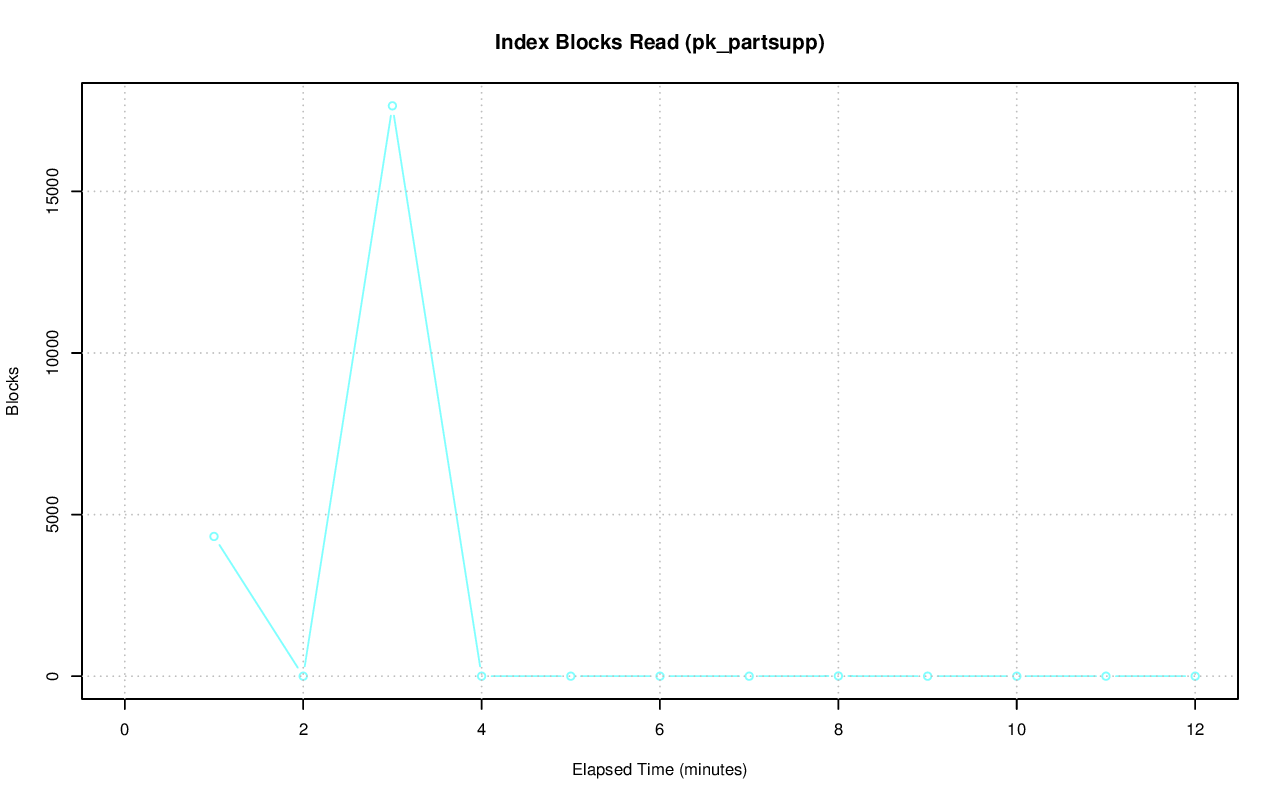 Index Blocks Read (pk_partsupp)
Blocks
15000
10000
5000
0
0 2 4 6 8 10 12
Elapsed Time (minutes)